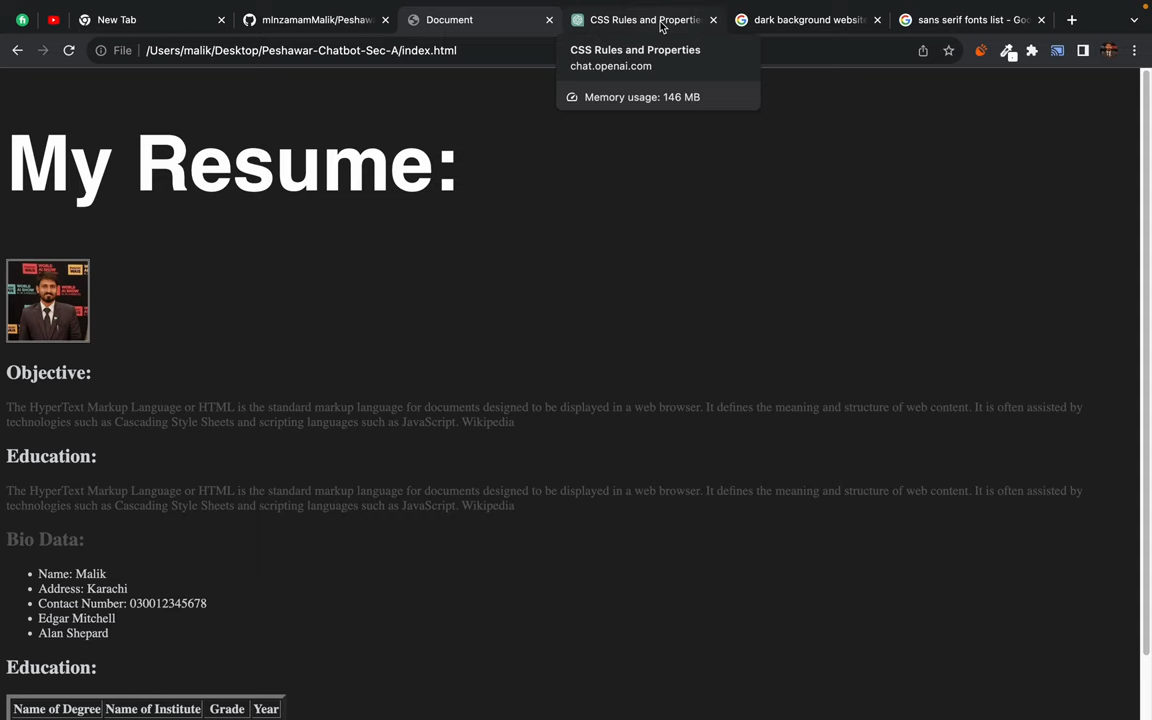 New Tab
mInzamamMalik/Peshaw
Document
CSS Rules and Propertie
dark background website
sans serif fonts list - Goo
File
/Users/malik/Desktop/Peshawar-Chatbot-Sec-A/index.html
CSS Rules and Properties
chat.openai.com
Memory usage: 146 MB
My Resume:
Objective:
The HyperText Markup Language or HTML is the standard markup language for documents designed to be displayed in a web browser. It defines the meaning and structure of web content. It is often assisted by
technologies such as Cascading Style Sheets and scripting languages such as JavaScript. Wikipedia
Education:
The HyperText Markup Language or HTML is the standard markup language for documents designed to be displayed in a web browser. It defines the meaning and structure of web content. It is often assisted by
technologies such as Cascading Style Sheets and scripting languages such as JavaScript. Wikipedia
Bio Data:
• Name: Malik
• Address: Karachi
• Contact Number: 030012345678
• Edgar Mitchell
• Alan Shepard
Education:
Name of Degree Name of Institute Grade Year